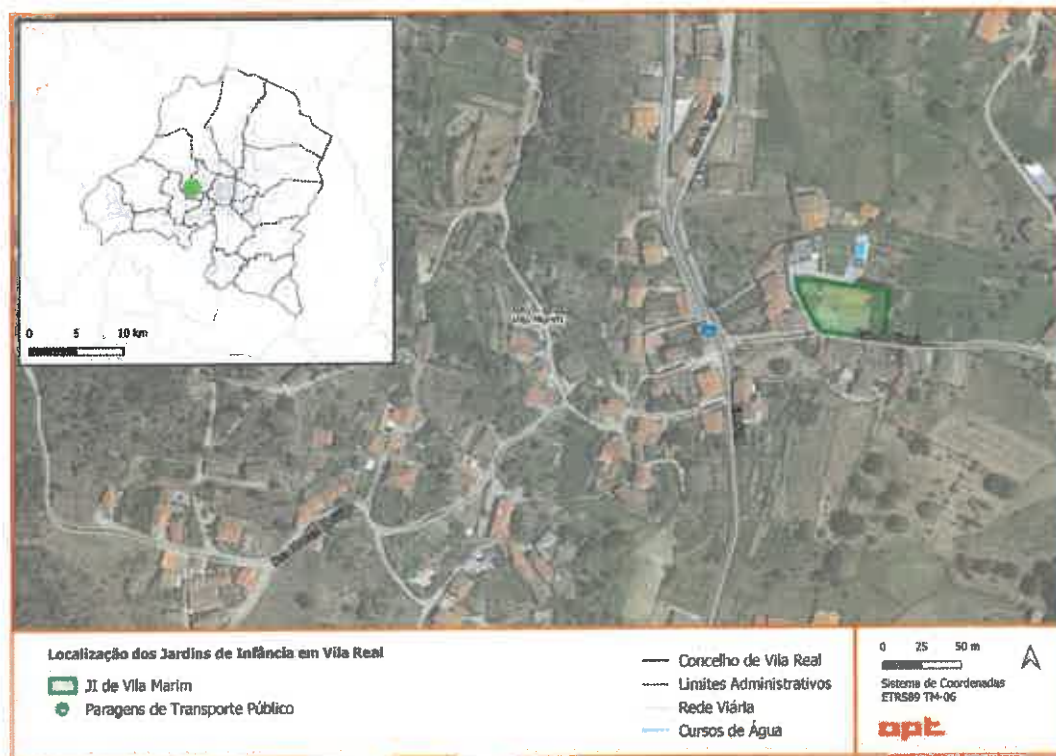 0 5 10 km
Vila Marim
Localização dos Jardins de Infância em Vila Real
JI de Vila Marim
Paragens de Transporte Público
Concelho de Vila Real
Limites Administrativos
Rede Viária
Cursos de Água
0 25 50 m
Sistema de Coordenadas
ETRS89 TM-06
opt